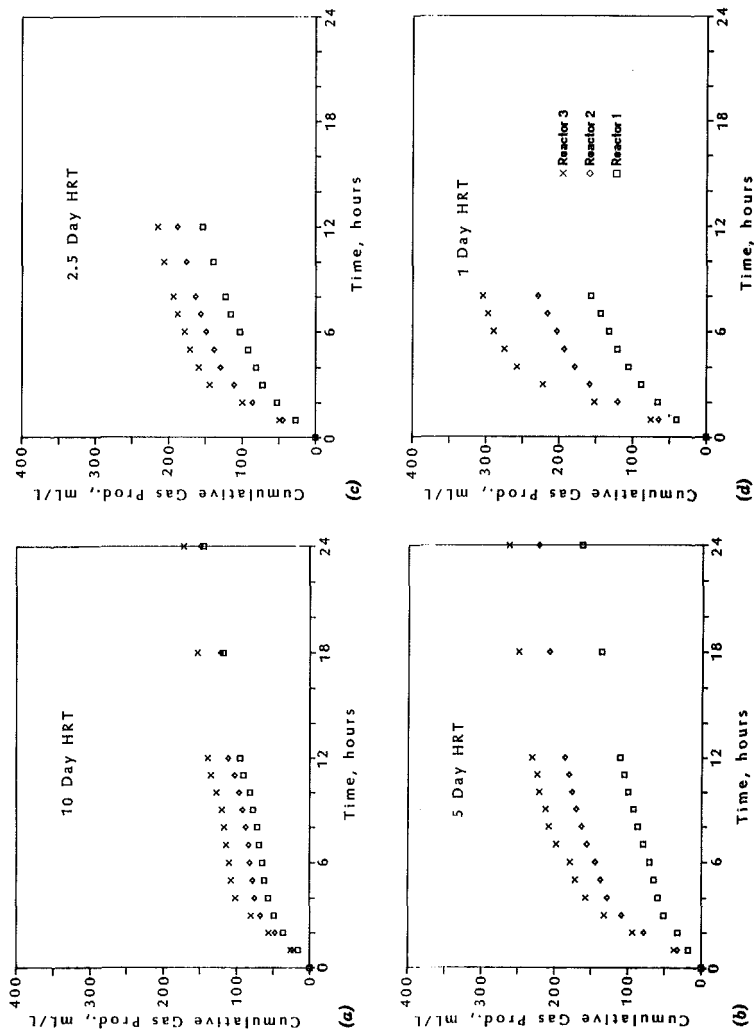 400
300
200
100
0
Cumulative Gas Prod., mL/L
10 Day HRT
0
6
12
18
24
Time, hours
(a)
400
300
200
100
0
Cumulative Gas Prod., mL/L
5 Day HRT
0
6
12
18
24
Time, hours
(b)
400
300
200
100
0
Cumulative Gas Prod., mL/L
2.5 Day HRT
0
6
12
18
24
Time, hours
(c)
400
300
200
100
0
Cumulative Gas Prod., mL/L
1 Day HRT
× Reactor 3
◇ Reactor 2
□ Reactor 1
0
6
12
18
24
Time, hours
(d)